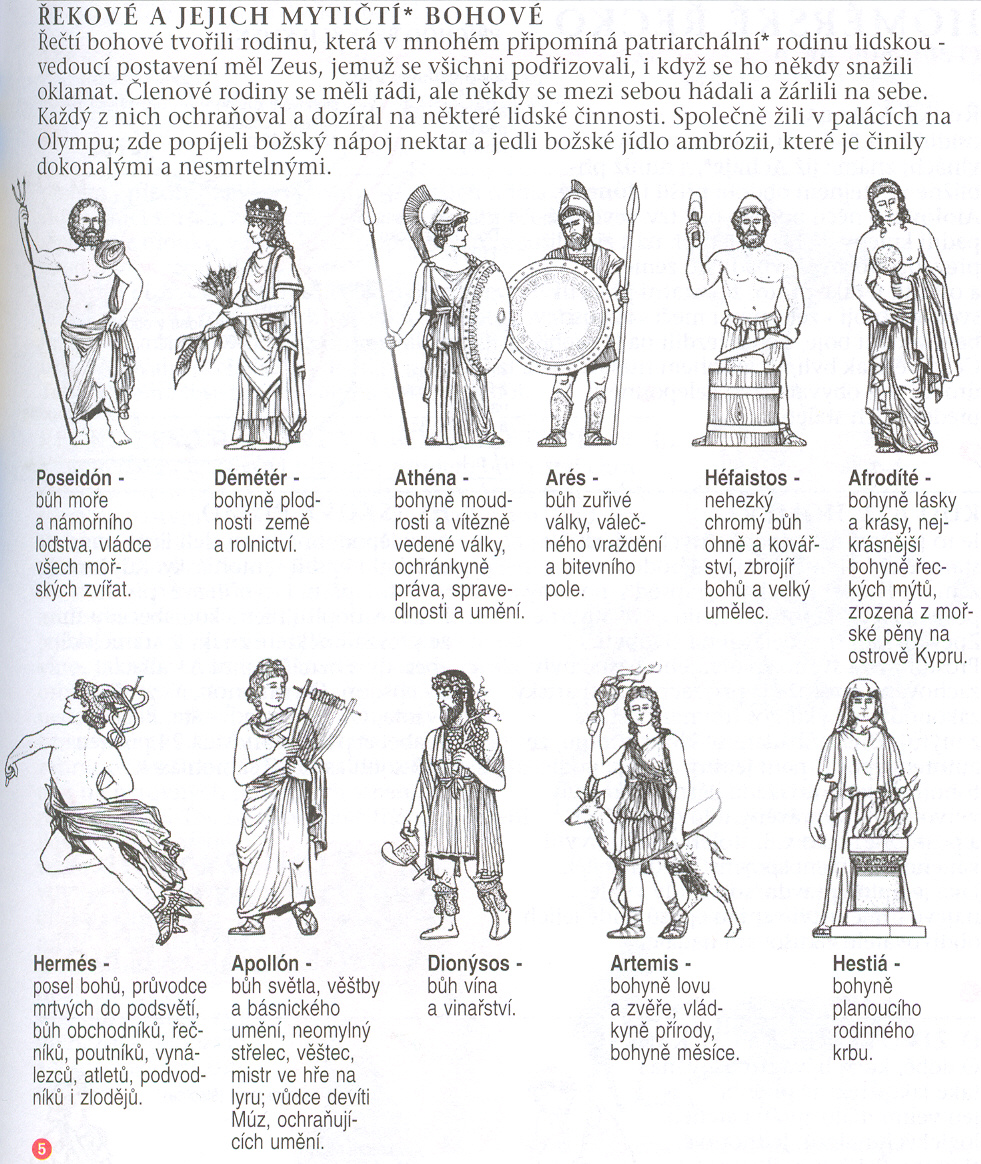 ŘEKOVÉ A JEJICH MYTIČTÍ* BOHOVÉ
Řečtí bohové tvořili rodinu, která v mnohém připomíná patriarchální* rodinu lidskou -
vedoucí postavení měl Zeus, jemuž se všichni podřizovali, i když se ho někdy snažili
oklamat. Členové rodiny se měli rádi, ale někdy se mezi sebou hádali a žárlili na sebe.
Každý z nich ochraňoval a dozíral na některé lidské činnosti. Společně žili v palácích na
Olympu; zde popíjeli božský nápoj nektar a jedli božské jídlo ambrózii, které je činily
dokonalými a nesmrtelnými.
Poseidón -
bůh moře
a námořního
loďstva, vládce
všech moř-
ských zvířat.
Démétér -
bohyně plod-
nosti země
a rolnictví.
Athéna -
bohyně moud-
rosti a vítězně
vedené války,
ochránkyně
práva, sprave-
dlnosti a umění.
Arés -
bůh zuřivé
války, váleč-
ného vraždění
a bitevního
pole.
Héfaistos -
nehezký
chromý bůh
ohně a kovář-
ství, zbrojíř
bohů a velký
umělec.
Afrodíté -
bohyně lásky
a krásy, nej-
krásnější
bohyně řec-
kých mýtů,
zrozená z moř-
ské pěny na
ostrově Kypru.
Hermés -
posel bohů, průvodce
mrtvých do podsvětí,
bůh obchodníků, řeč-
níků, poutníků, vyná-
lezců, atletů, podvod-
níků i zlodějů.
Apollón -
bůh světla, věštby
a básnického
umění, neomylný
střelec, věštec,
mistr ve hře na
lyru; vůdce devíti
Múz, ochraňují-
cích umění.
Dionýsos -
bůh vína
a vinařství.
Artemis -
bohyně lovu
a zvěře, vlád-
kyně přírody,
bohyně měsíce.
Hestiá -
bohyně
planoucího
rodinného
krbu.
5